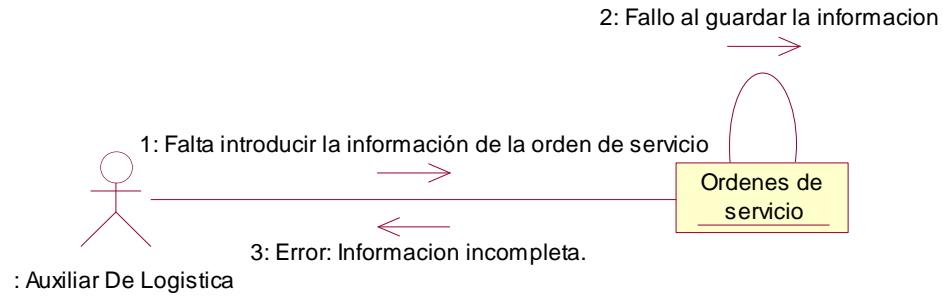 2: Fallo al guardar la informacion
1: Falta introducir la información de la orden de servicio
Ordenes de
servicio
3: Error: Informacion incompleta.
: Auxiliar De Logistica